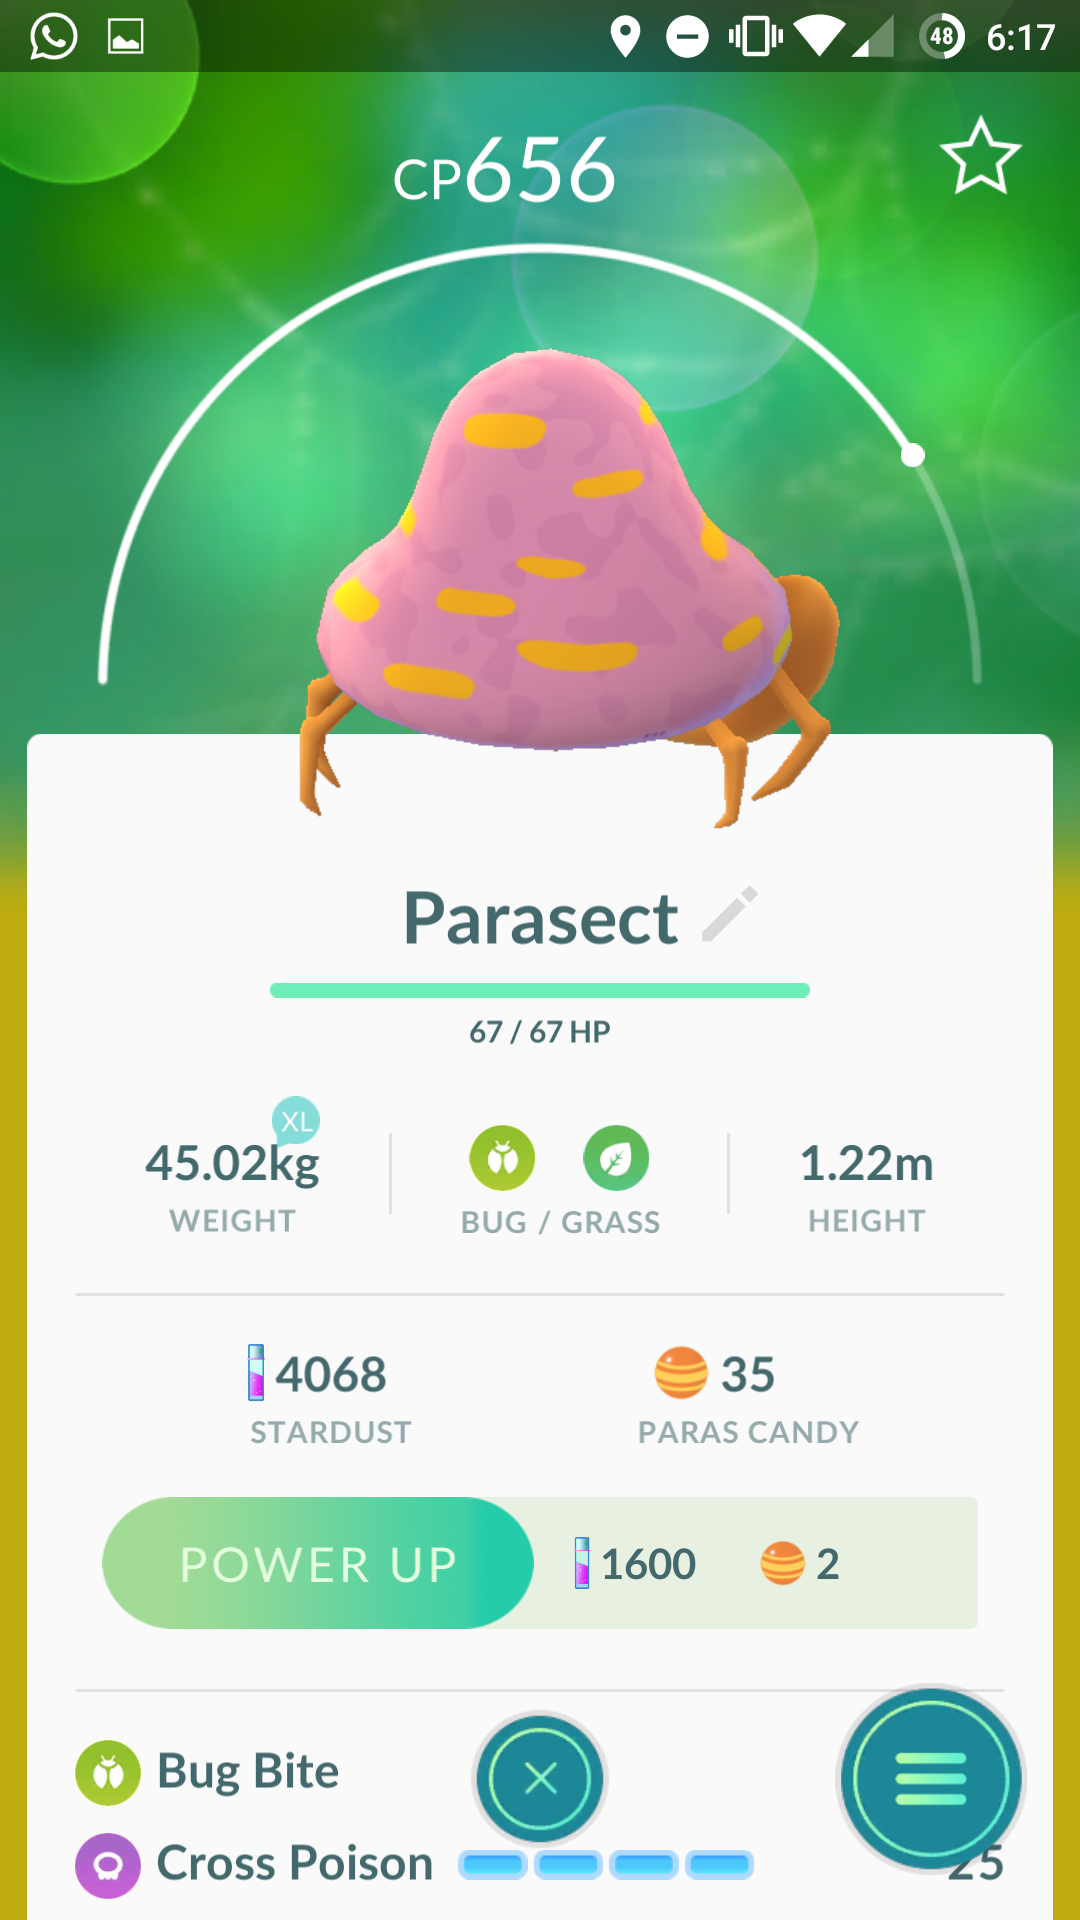 48 6:17
CP656
Parasect
67 / 67 HP
XL
45.02kg
WEIGHT
BUG / GRASS
1.22m
HEIGHT
4068
STARDUST
35
PARAS CANDY
POWER UP
1600
2
Bug Bite
Cross Poison
25